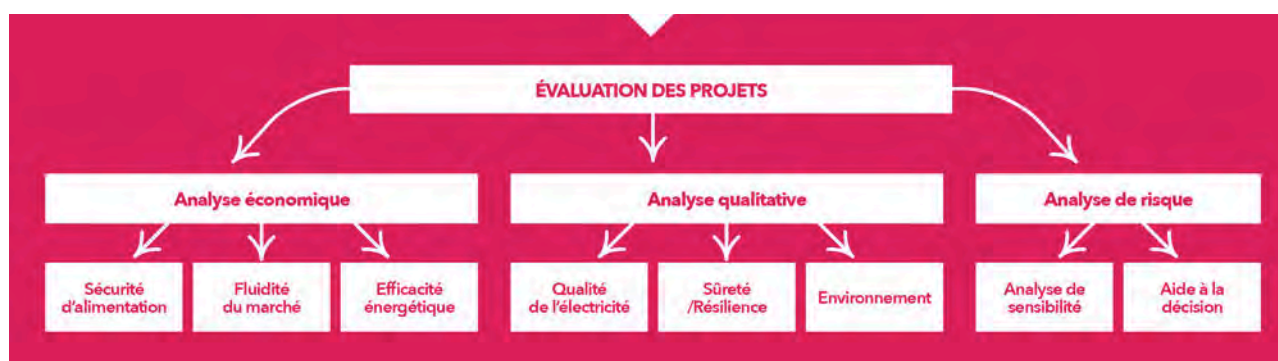 ÉVALUATION DES PROJETS
Analyse économique
Analyse qualitative
Analyse de risque
Sécurité
d'alimentation
Fluidité
du marché
Efficacité
énergétique
Qualité
de l'électricité
Sûreté
/Résilience
Environnement
Analyse de
sensibilité
Aide à la
décision